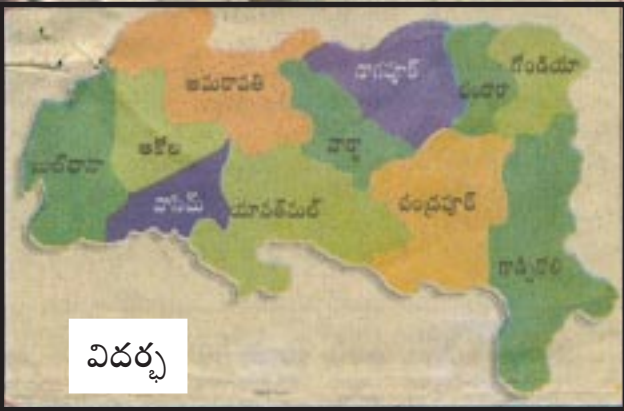 అమరావతి
నాగపూర్
గోండియా
భండారా
వార్ధా
అకోల
బుల్ధానా
వాసిమ్
యావత్‌మల్
చంద్రపూర్
గాడ్చిరోలి
విదర్భ